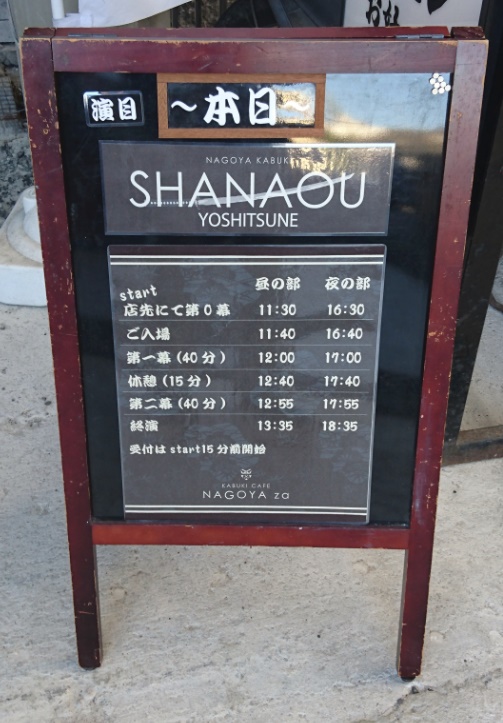 演目
～本日～
NAGOYA KABUKI
SHANAOU
YOSHITSUNE
昼の部 夜の部
start
店先にて第0幕 11:30 16:30
ご入場 11:40 16:40
第一幕(40分) 12:00 17:00
休憩(15分) 12:40 17:40
第二幕(40分) 12:55 17:55
終演 13:35 18:35
受付はstart15分前開始
KABUKI CAFE
NAGOYA za